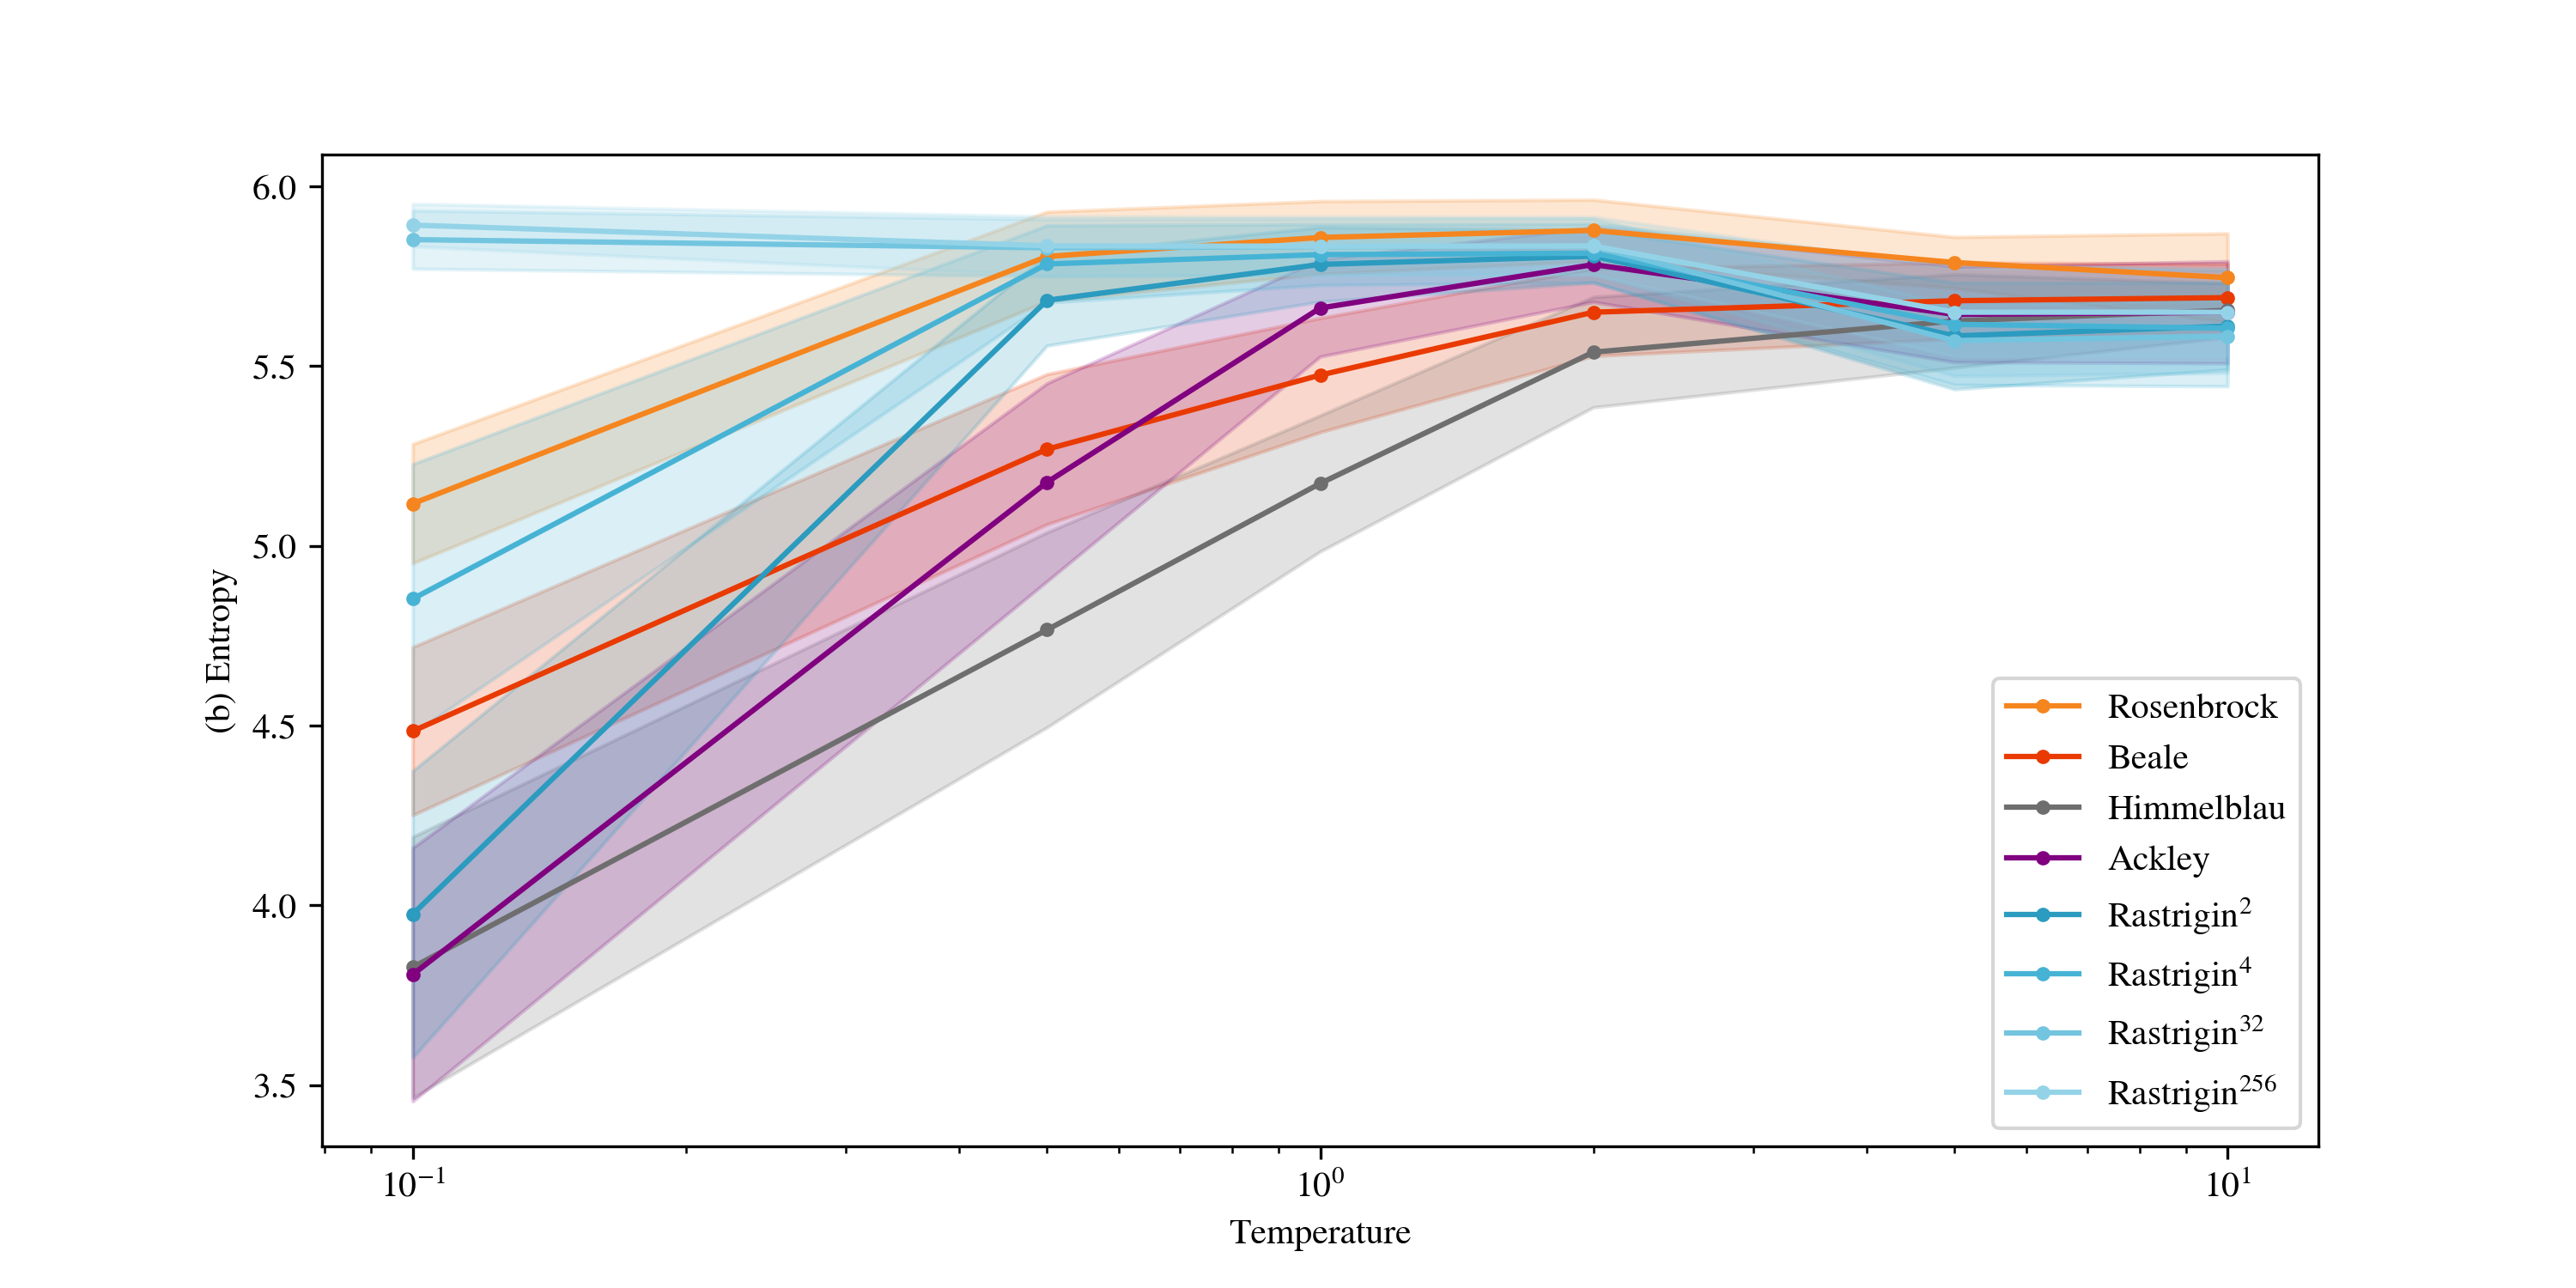 6.0
5.5
5.0
4.5
4.0
3.5
(b) Entropy
10⁻¹
10⁰
10¹
Temperature
Rosenbrock
Beale
Himmelblau
Ackley
Rastrigin²
Rastrigin⁴
Rastrigin³²
Rastrigin²⁵⁶